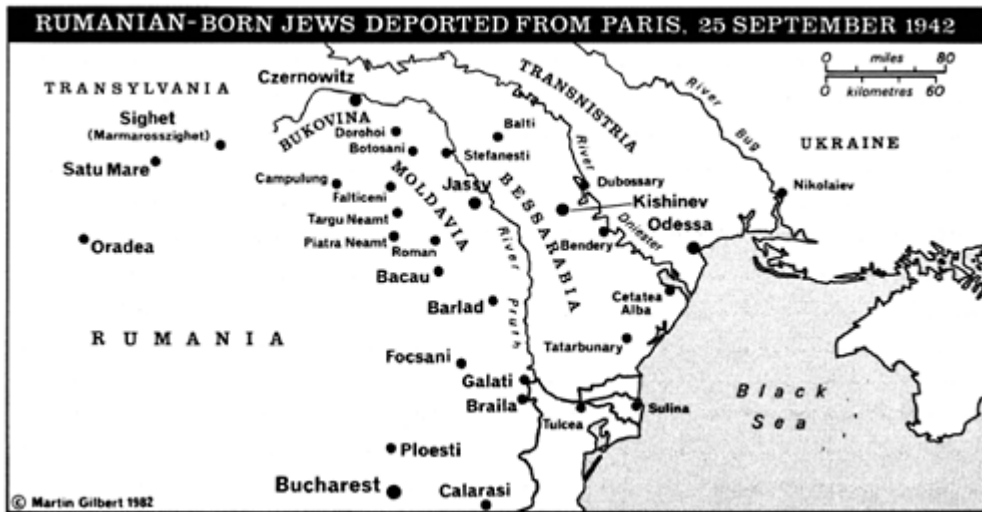 RUMANIAN-BORN JEWS DEPORTED FROM PARIS, 25 SEPTEMBER 1942
0 miles 80
0 kilometres 60
TRANSYLVANIA
Sighet
(Marmarosszighet)
Satu Mare
Oradea
RUMANIA
Czernowitz
BUKOVINA
Dorohoi
Botosani
Stefanesti
Balti
Campulung
Falticeni
Targu Neamt
Piatra Neamt
Roman
MOLDAVIA
Jassy
Bacau
Barlad
Focsani
Galati
Braila
Ploesti
Bucharest
Calarasi
River Pruth
BESSARABIA
TRANSNISTRIA
River Dniester
Dubossary
Kishinev
Odessa
Bendery
Cetatea
Alba
Tatarbunary
Tulcea
Sulina
River Bug
UKRAINE
Nikolaiev
Black
Sea
© Martin Gilbert 1982